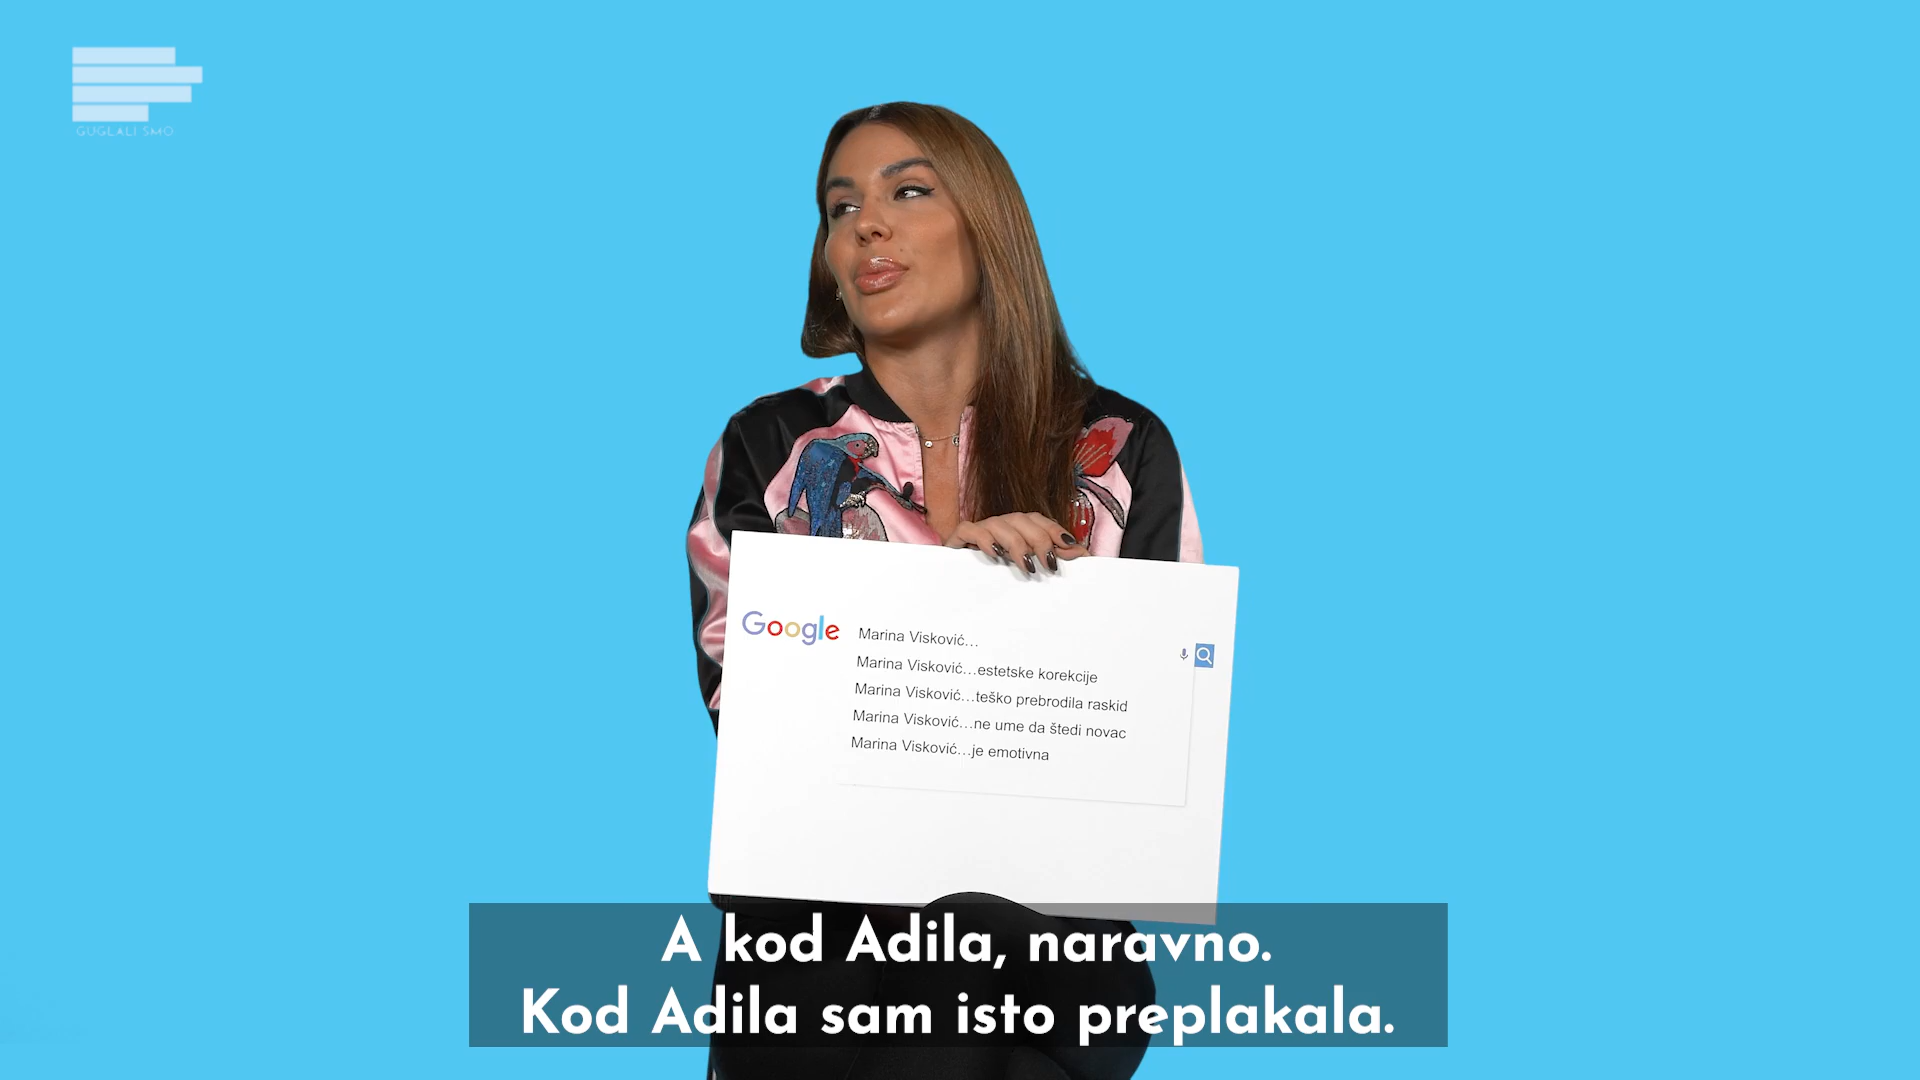 GUGLALI SMO
Google
Marina Visković...
Marina Visković...estetske korekcije
Marina Visković...teško prebrodila raskid
Marina Visković...ne ume da štedi novac
Marina Visković...je emotivna
A kod Adila, naravno.
Kod Adila sam isto preplakala.